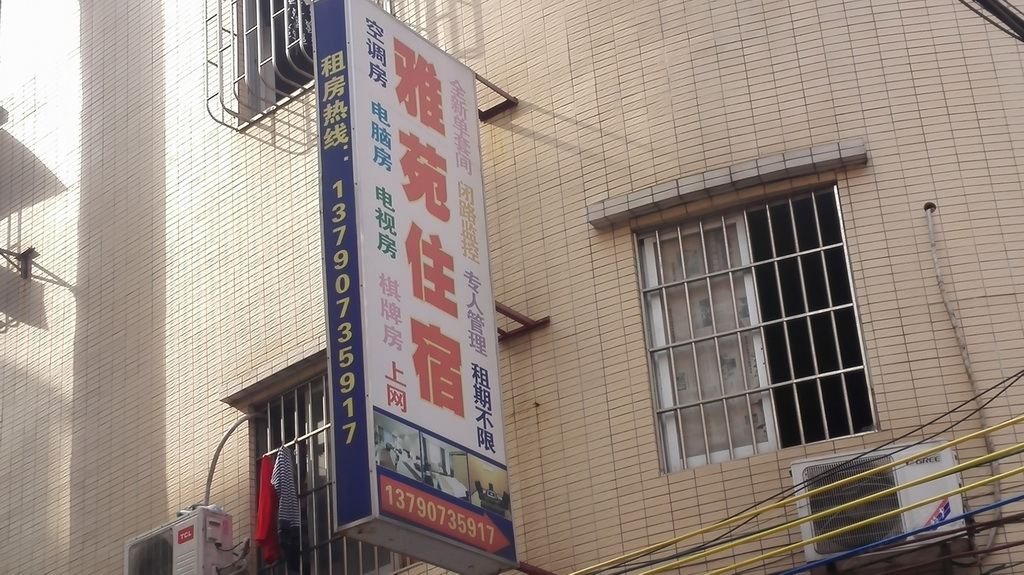 租房热线：13790735917
空调房 电脑房 电视房 棋牌房 上网
雅苑住宿
全新单套间 闭路监控 专人管理 租期不限
13790735917
TCL
GREE